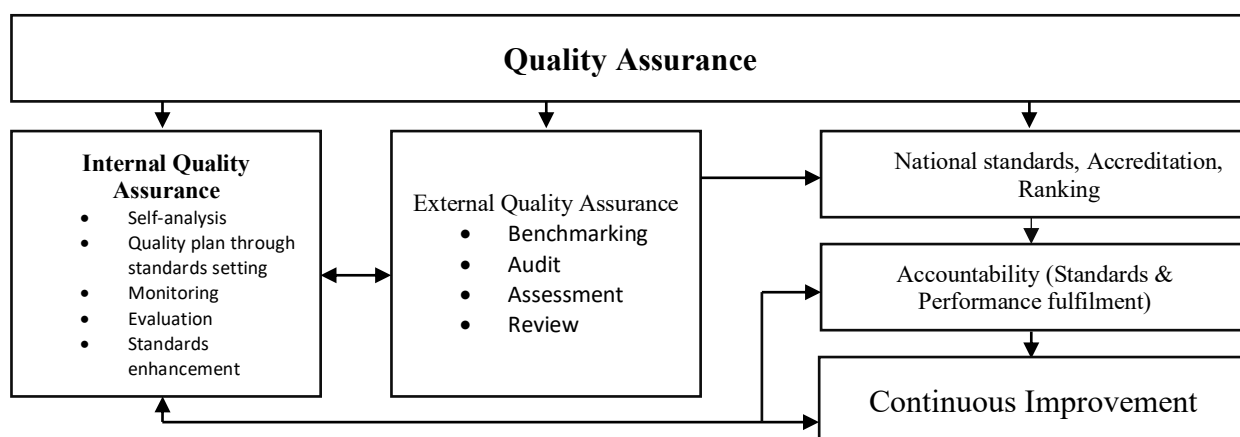 Quality Assurance
Internal Quality
Assurance
• Self-analysis
• Quality plan through
standards setting
• Monitoring
• Evaluation
• Standards
enhancement
External Quality Assurance
• Benchmarking
• Audit
• Assessment
• Review
National standards, Accreditation,
Ranking
Accountability (Standards &
Performance fulfilment)
Continuous Improvement